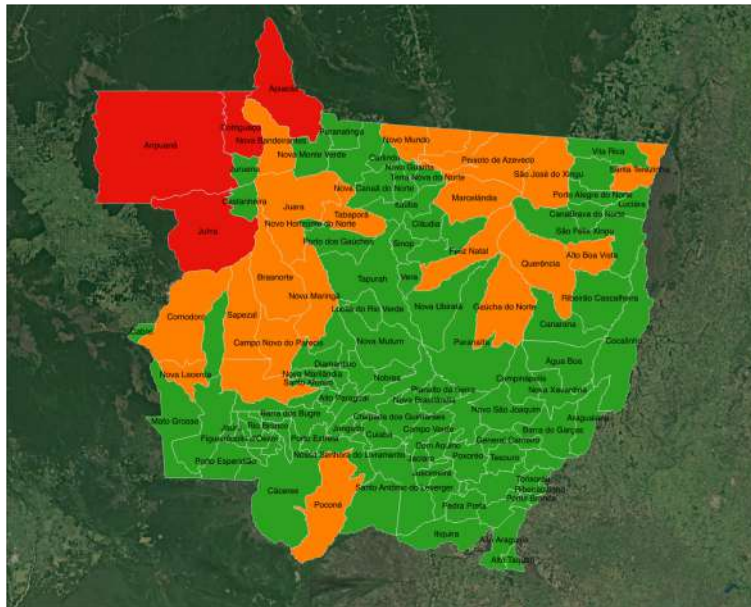 Apiacás
Aripuanã
Cotriguaça
Nova Bandeirantes
Paranaitinga
Novo Mundo
Nova Monte Verde
Carlinda
Peixoto de Azevedo
Vila Rica
Nova Guarita
Terra Nova do Norte
São José do Xingu
Santa Terezinha
Juruena
Castanheira
Juara
Nova Canaã do Norte
Marcelândia
Porto Alegre do Norte
Luciara
Itaúba
Tabaporã
CanaBrava do Norte
Novo Horizonte do Norte
Cláudia
São Felix Xingu
Juína
Porto dos Gaúchos
Sinop
Feliz Natal
Alto Boa Vista
Querência
Brasnorte
Tapurah
Vera
Novo Maringá
Ribeirão Cascalheira
Comodoro
Sapezal
Lucas do Rio Verde
Nova Ubiratã
Gaúcha do Norte
Canarana
Campo Novo do Parecis
Nova Mutum
Paranaita
Cocalinho
Diamantino
Água Boa
Nova Lacerda
Nova Marilândia
Santo Afonso
Nobres
Campinápolis
Planalto da Serra
Nova Xavantina
Alto Paraguai
Nova Brasilândia
Novo São Joaquim
Mato Grosso
Barra dos Bugre
Chapada dos Guimarães
Araguaiana
Rio Branco
Jangada
Campo Verde
Barra do Garças
Porto Estrela
Cuiabá
General Carneiro
Dom Aquino
Nossa Senhora do Livramento
Jaciara
Poxoréo
Tesouro
Porto Esperidião
Juscimeira
Torixoréu
Cáceres
Santo Antônio do Leverger
Ribeirãozinho
Ponte Branca
Poconé
Pedra Preta
Itiquira
Alto Araguaia
Alto Taquari